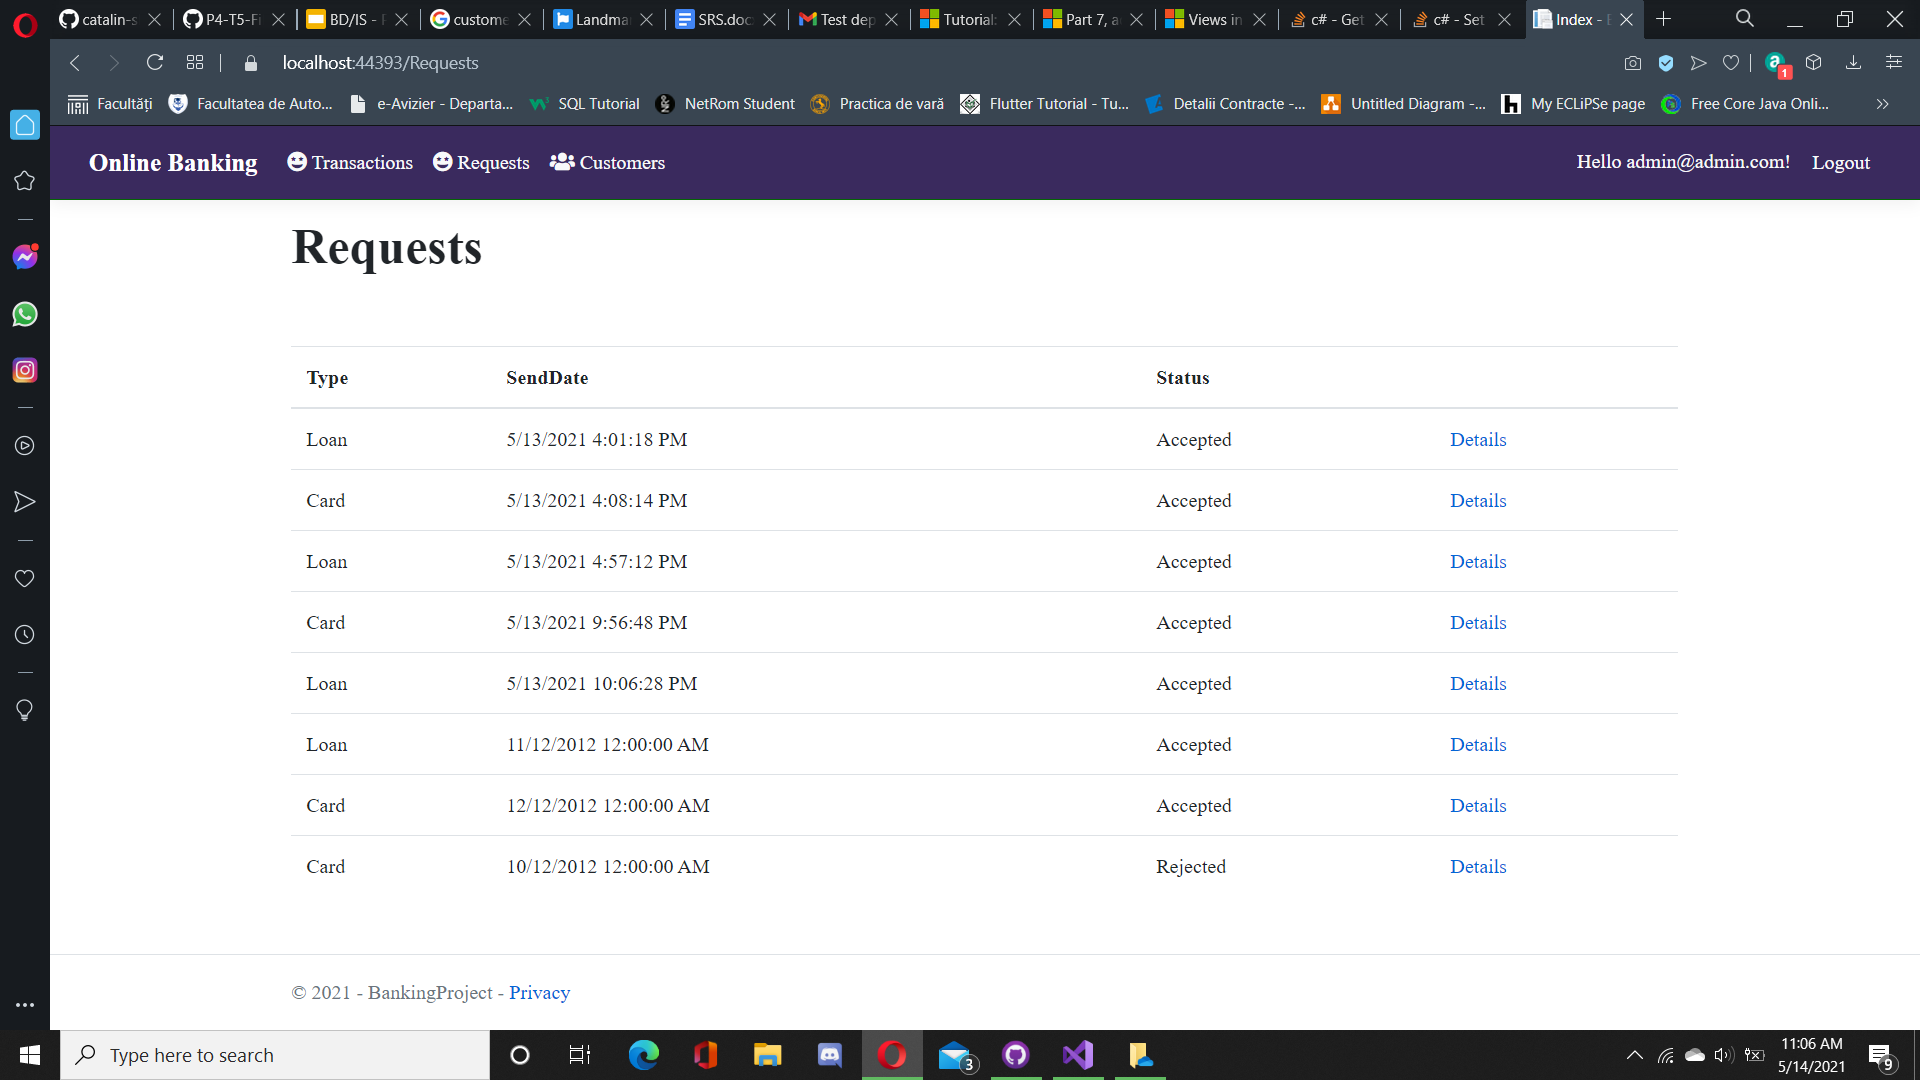 catalin-s P4-T5-Fi BD/IS - P custome Landma SRS.doc Test dep Tutorial: Part 7, a Views in c# - Get c# - Set Index - B
localhost:44393/Requests
1
Facultăți Facultatea de Auto... e-Avizier - Departa... SQL Tutorial NetRom Student Practica de vară Flutter Tutorial - Tu... Detalii Contracte -... Untitled Diagram -... My ECLiPSe page Free Core Java Onli...
Online Banking Transactions Requests Customers Hello admin@admin.com! Logout
Requests
Type SendDate Status
Loan 5/13/2021 4:01:18 PM Accepted Details
Card 5/13/2021 4:08:14 PM Accepted Details
Loan 5/13/2021 4:57:12 PM Accepted Details
Card 5/13/2021 9:56:48 PM Accepted Details
Loan 5/13/2021 10:06:28 PM Accepted Details
Loan 11/12/2012 12:00:00 AM Accepted Details
Card 12/12/2012 12:00:00 AM Accepted Details
Card 10/12/2012 12:00:00 AM Rejected Details
© 2021 - BankingProject - Privacy
Type here to search 3 11:06 AM
5/14/2021 9